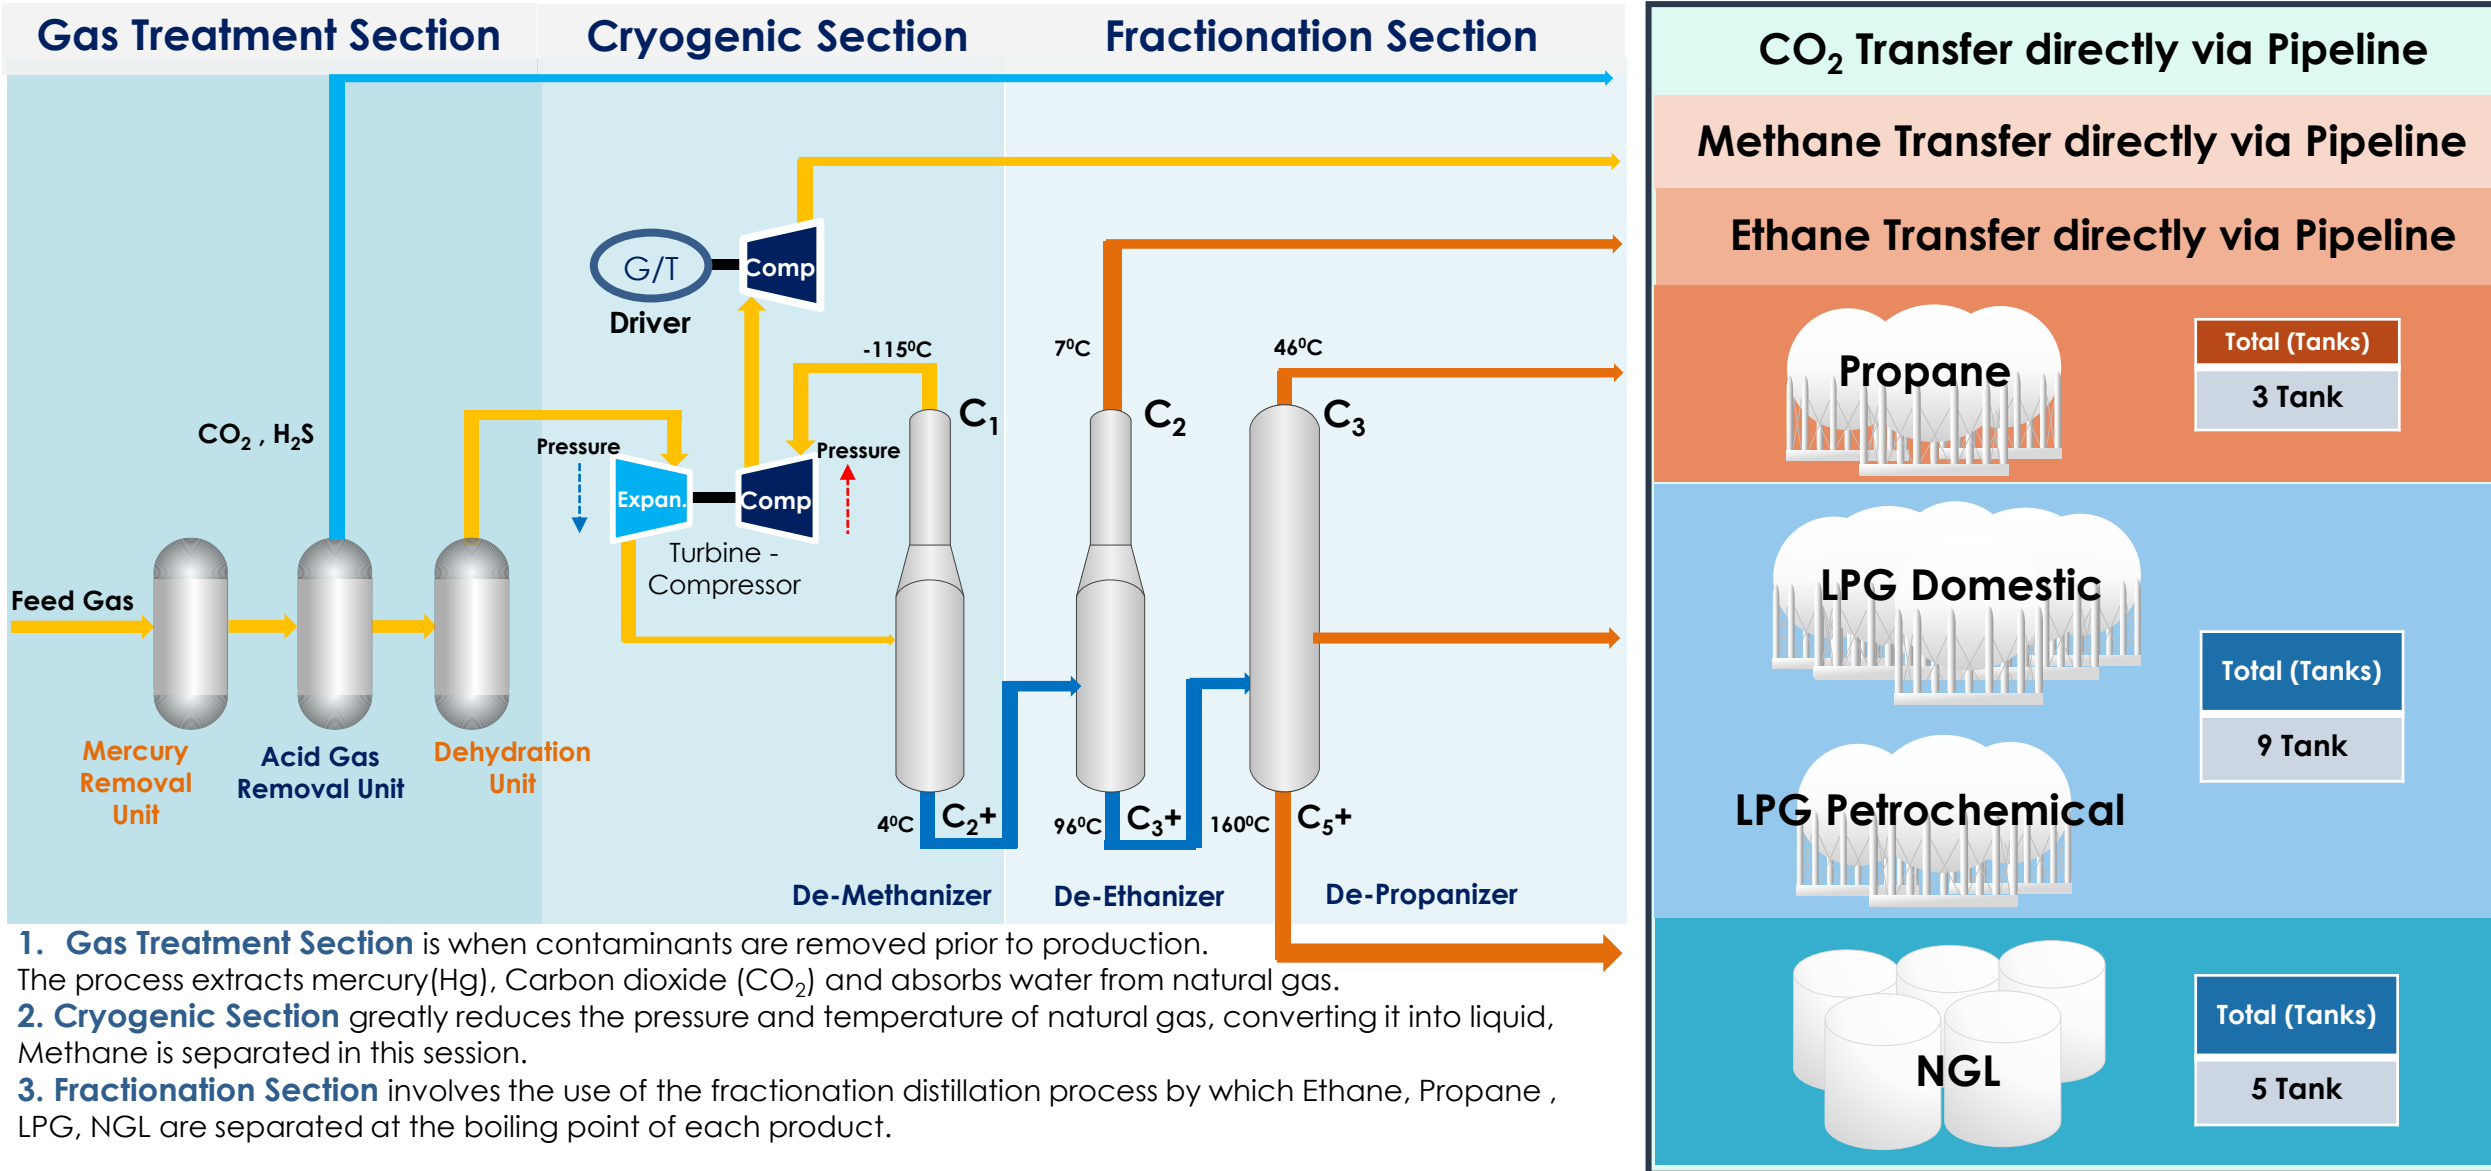 Gas Treatment Section
Cryogenic Section
Fractionation Section
CO₂ , H₂S
Feed Gas
Mercury
Removal
Unit
Acid Gas
Removal Unit
Dehydration
Unit
G/T
Driver
Comp
Pressure
Expan.
Comp
Pressure
Turbine -
Compressor
-115⁰C
C₁
4⁰C
C₂+
De-Methanizer
7⁰C
C₂
96⁰C
C₃+
De-Ethanizer
46⁰C
C₃
160⁰C
C₅+
De-Propanizer
1. Gas Treatment Section is when contaminants are removed prior to production.
The process extracts mercury(Hg), Carbon dioxide (CO₂) and absorbs water from natural gas.
2. Cryogenic Section greatly reduces the pressure and temperature of natural gas, converting it into liquid,
Methane is separated in this session.
3. Fractionation Section involves the use of the fractionation distillation process by which Ethane, Propane ,
LPG, NGL are separated at the boiling point of each product.
CO₂ Transfer directly via Pipeline
Methane Transfer directly via Pipeline
Ethane Transfer directly via Pipeline
Propane
Total (Tanks)
3 Tank
LPG Domestic
LPG Petrochemical
Total (Tanks)
9 Tank
NGL
Total (Tanks)
5 Tank